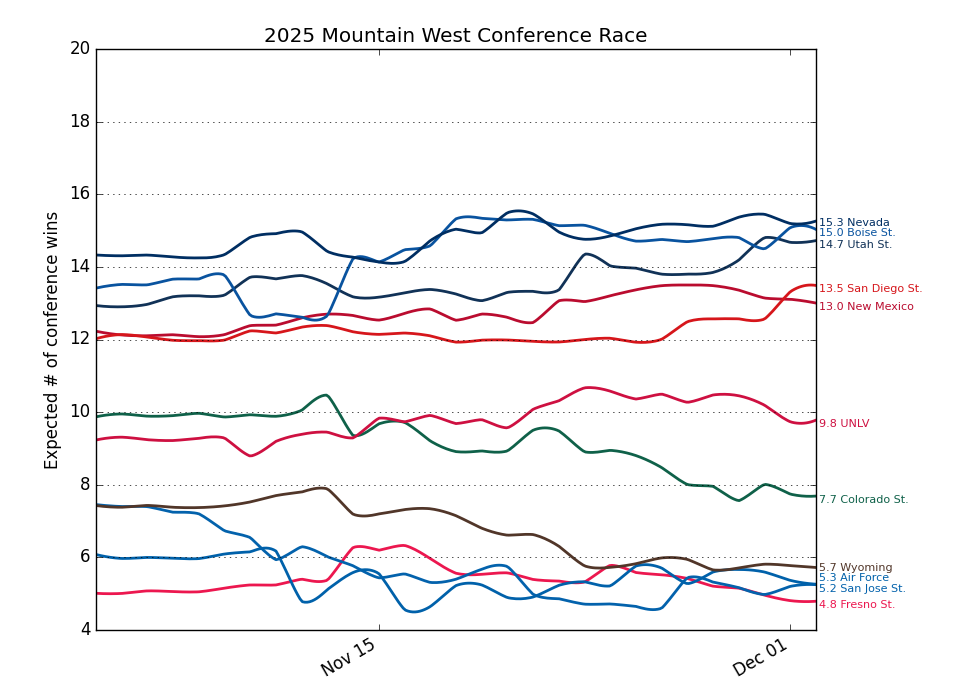 2025 Mountain West Conference Race
Expected # of conference wins
20
18
16
14
12
10
8
6
4
Nov 15
Dec 01
15.3 Nevada
15.0 Boise St.
14.7 Utah St.
13.5 San Diego St.
13.0 New Mexico
9.8 UNLV
7.7 Colorado St.
5.7 Wyoming
5.3 Air Force
5.2 San Jose St.
4.8 Fresno St.